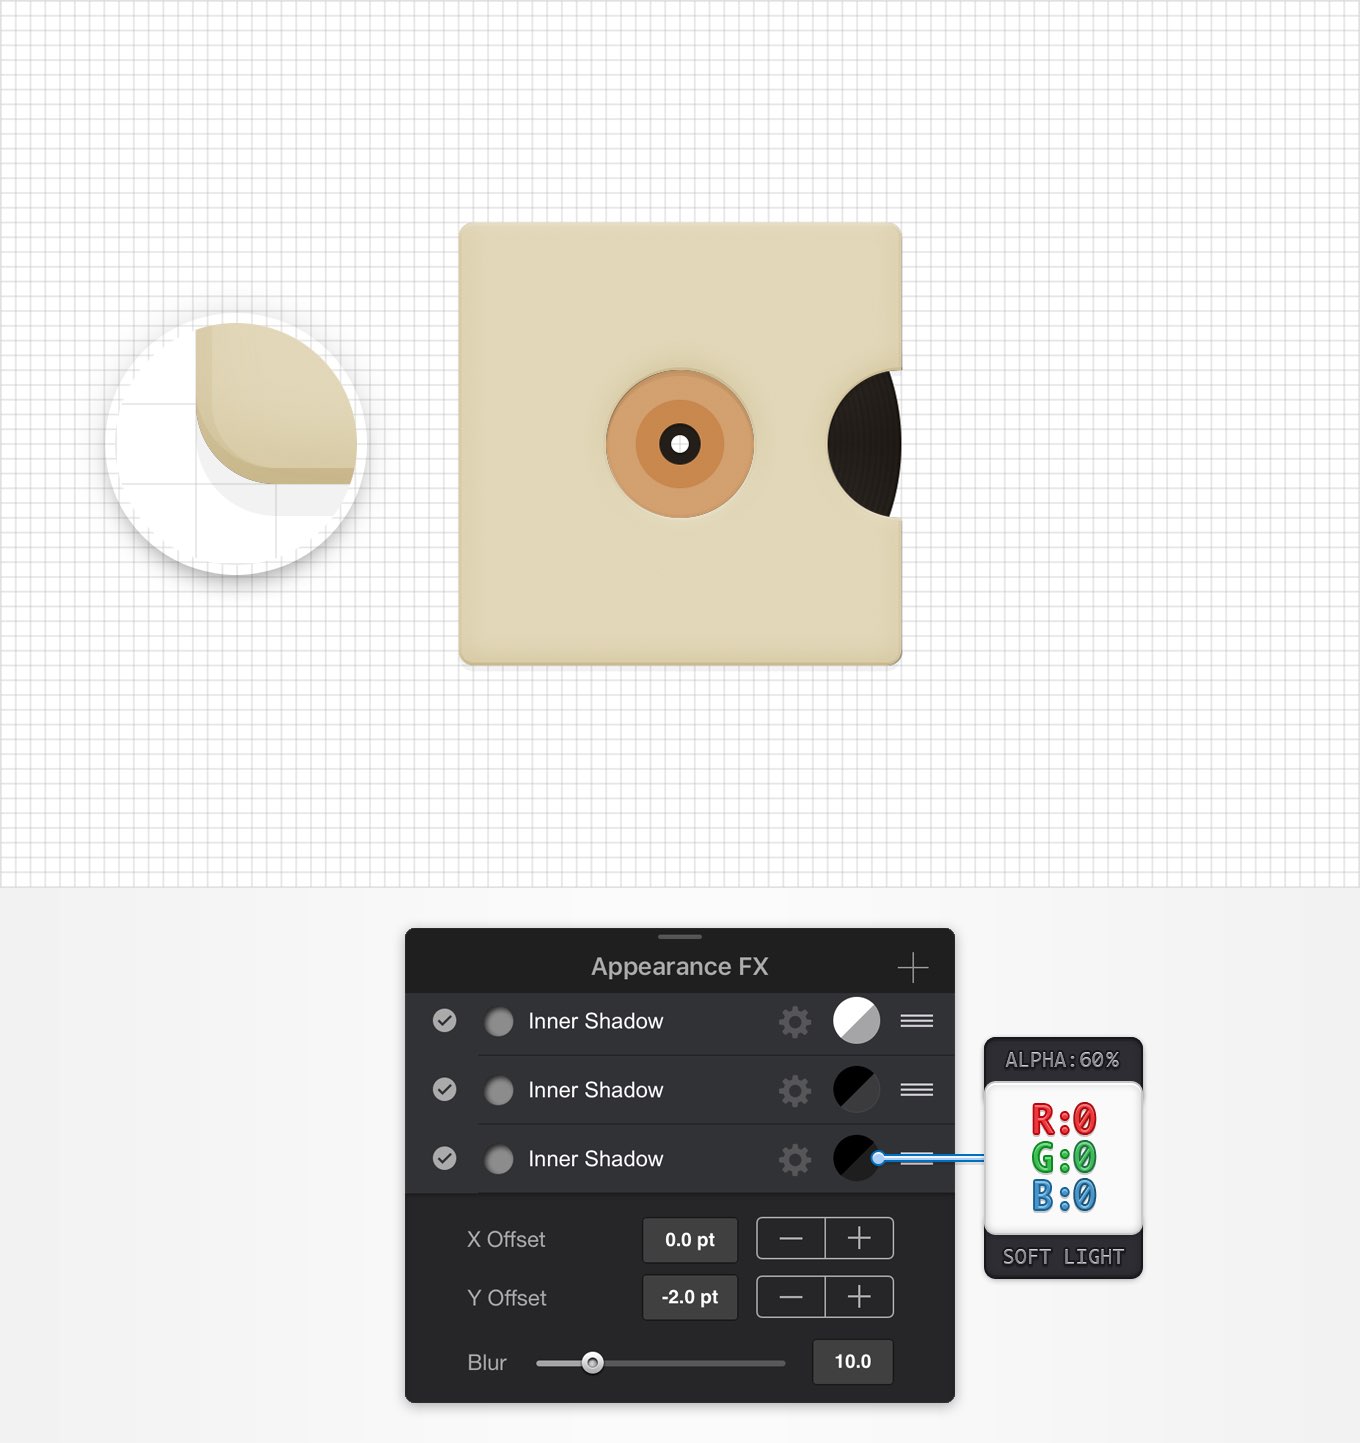 Appearance FX
Inner Shadow
Inner Shadow
Inner Shadow
ALPHA:60%
R:0
G:0
B:0
SOFT LIGHT
X Offset 0.0 pt
Y Offset -2.0 pt
Blur 10.0